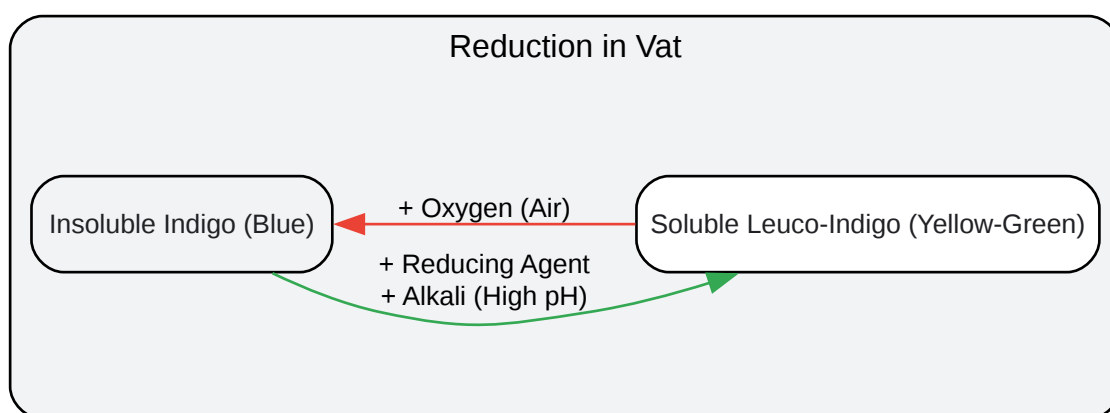 Reduction in Vat
Insoluble Indigo (Blue)
+ Oxygen (Air)
Soluble Leuco-Indigo (Yellow-Green)
+ Reducing Agent
+ Alkali (High pH)